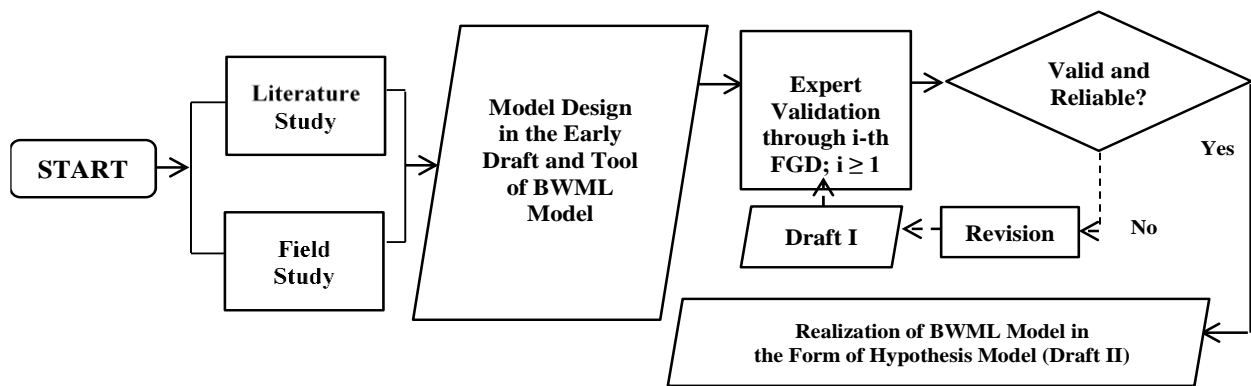 START
Literature
Study
Field
Study
Model Design
in the Early
Draft and Tool
of BWML
Model
Expert
Validation
through i-th
FGD; i ≥ 1
Valid and
Reliable?
Yes
No
Revision
Draft I
Realization of BWML Model in
the Form of Hypothesis Model (Draft II)